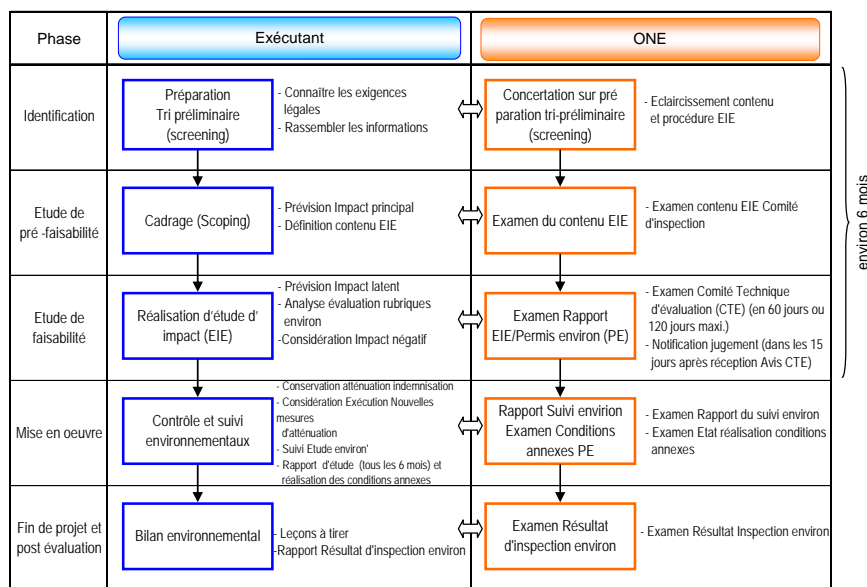 Phase
Exécutant
ONE
Identification
Préparation
Tri préliminaire
(screening)
- Connaître les exigences
légales
- Rassembler les informations
Concertation sur pré
paration tri-préliminaire
(screening)
- Eclaircissement contenu
et procédure EIE
Etude de
pré -faisabilité
Cadrage (Scoping)
- Prévision Impact principal
- Définition contenu EIE
Examen du contenu EIE
- Examen contenu EIE Comité
d'inspection
Etude de
faisabilité
Réalisation d'étude d'
impact (EIE)
- Prévision Impact latent
- Analyse évaluation rubriques
environ
-Considération Impact négatif
Examen Rapport
EIE/Permis environ (PE)
- Examen Comité Technique
d'évaluation (CTE) (en 60 jours ou
120 jours maxi.)
- Notification jugement (dans les 15
jours après réception Avis CTE)
environ 6 mois
Mise en oeuvre
Contrôle et suivi
environnementaux
- Conservation atténuation indemnisation
- Considération Exécution Nouvelles
mesures
d'atténuation
- Suivi Etude environ'
- Rapport d'étude (tous les 6 mois) et
réalisation des conditions annexes
Rapport Suivi envirion
Examen Conditions
annexes PE
- Examen Rapport du suivi environ
- Examen Etat réalisation conditions
annexes
Fin de projet et
post évaluation
Bilan environnemental
- Leçons à tirer
-Rapport Résultat d'inspection environ
Examen Résultat
d'inspection environ
- Examen Résultat Inspection environ